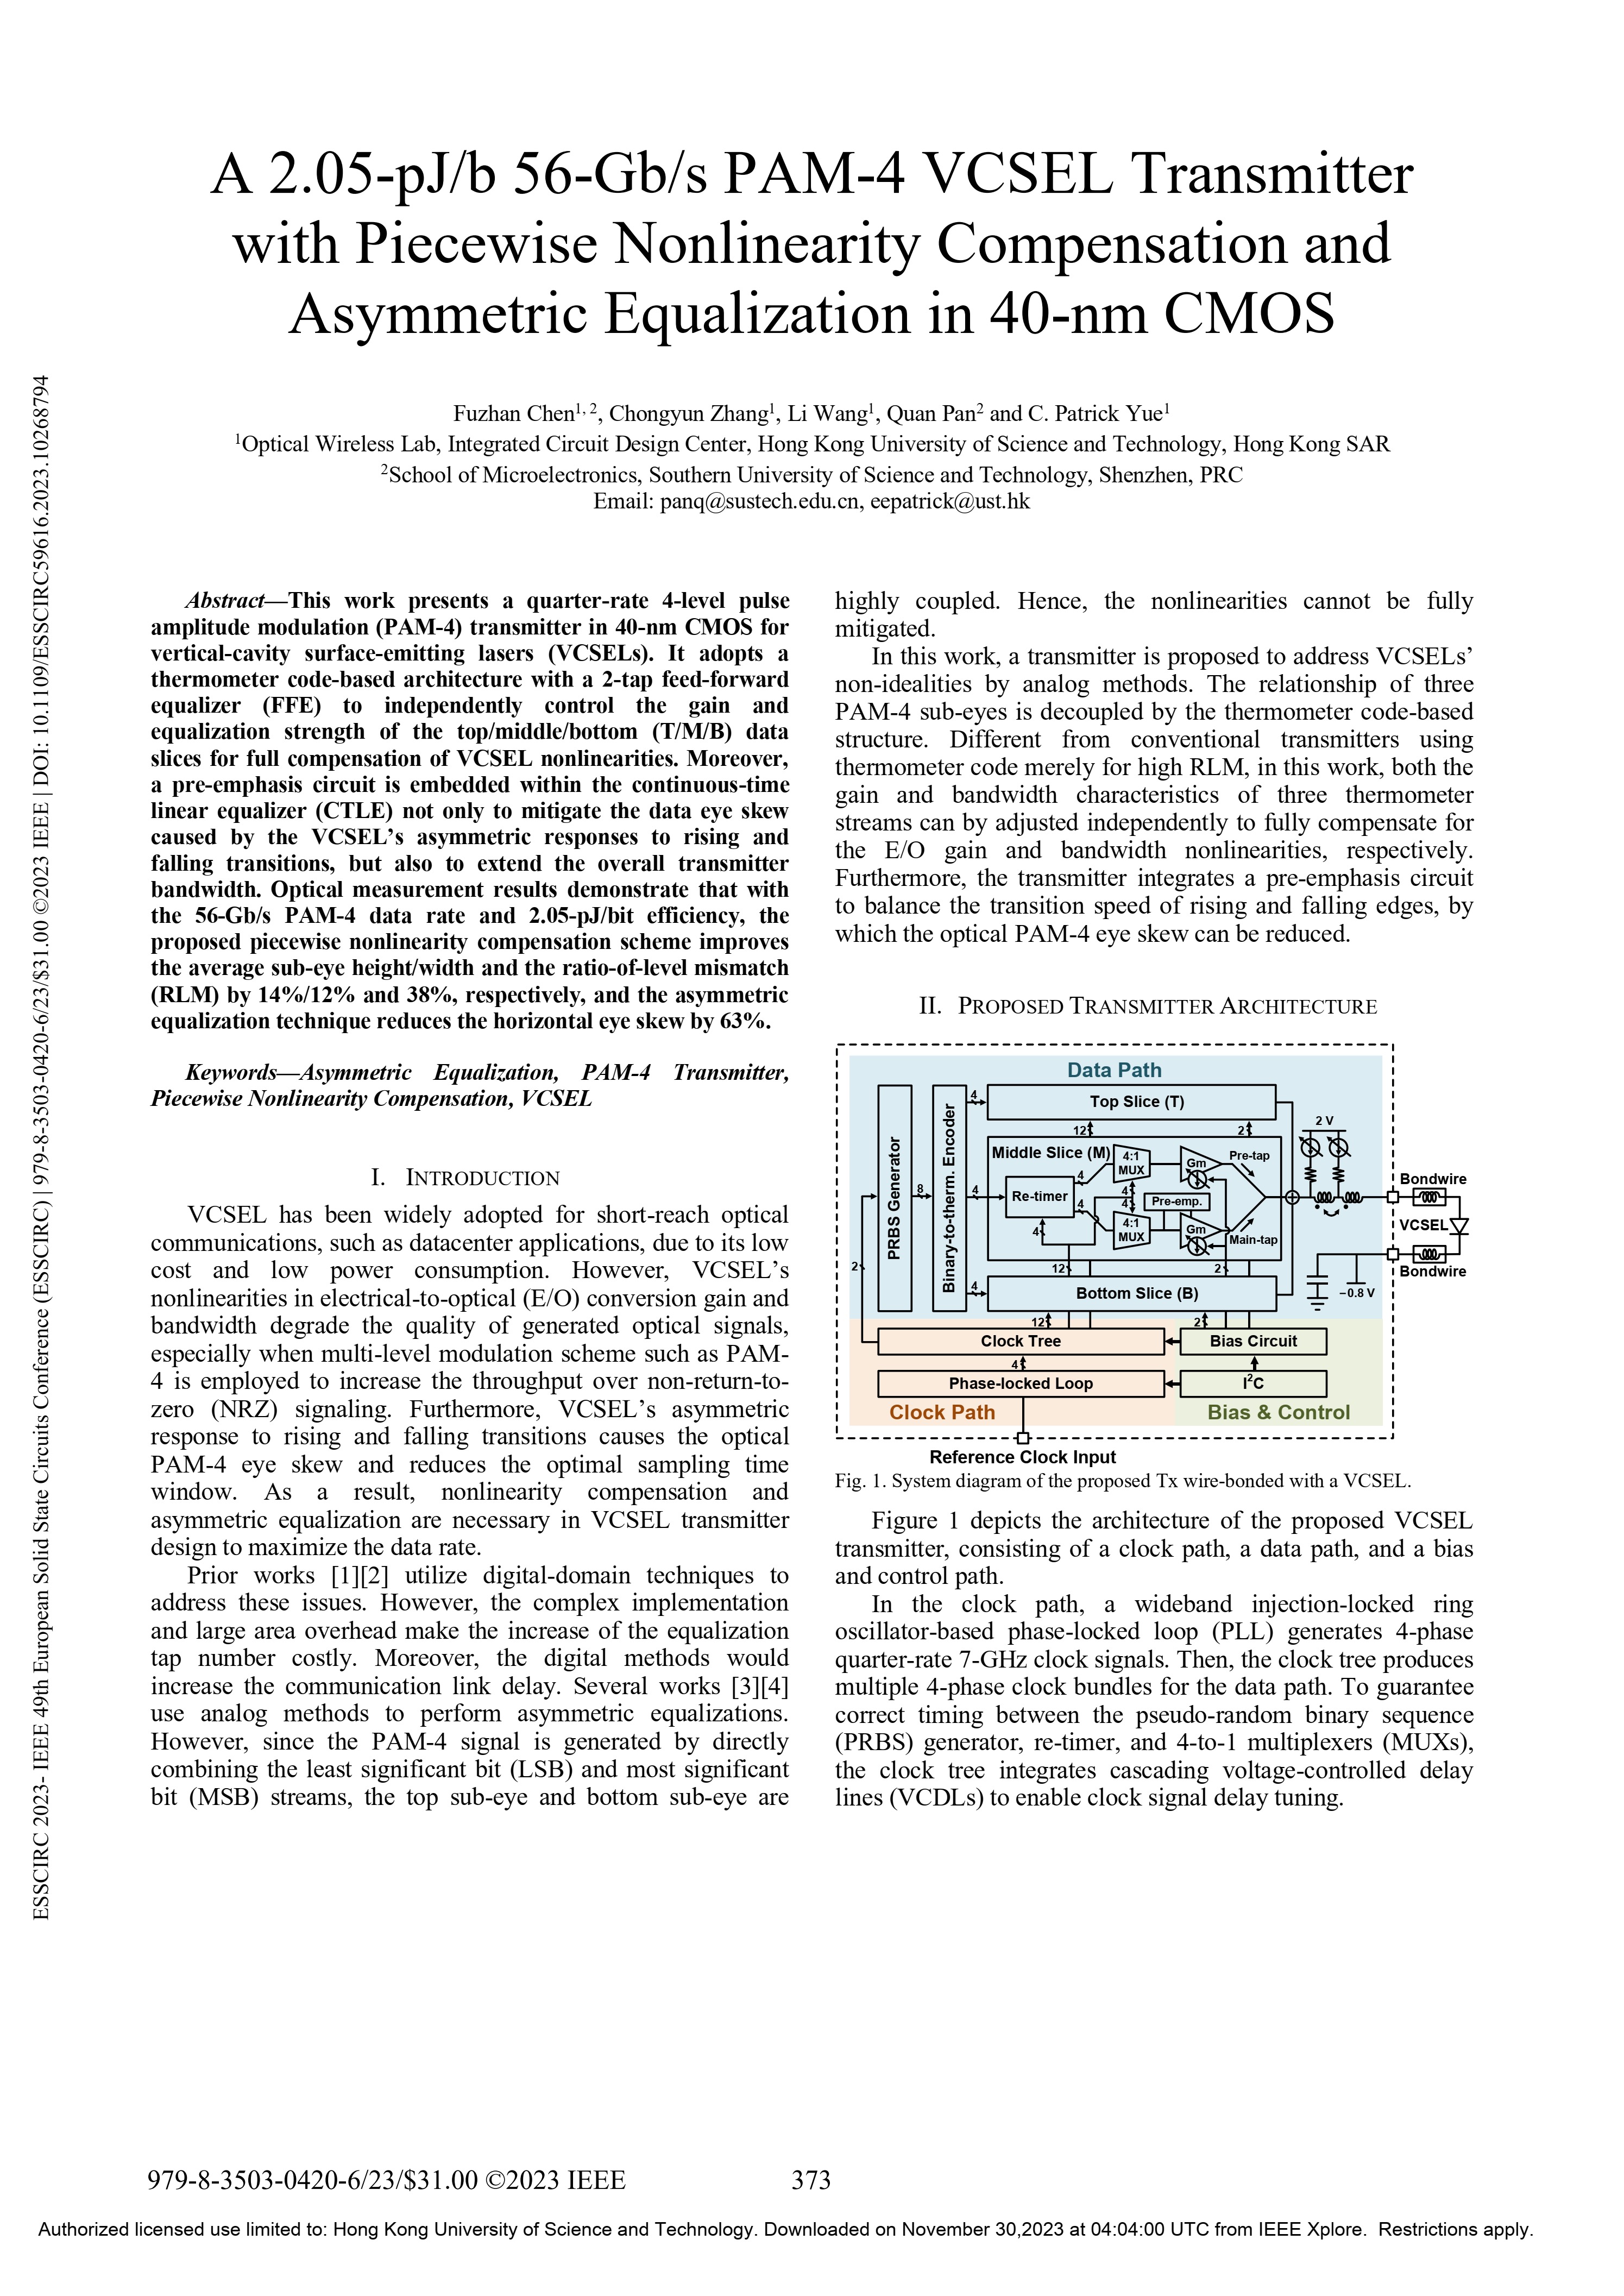 A 2.05-pJ/b 56-Gb/s PAM-4 VCSEL Transmitter
with Piecewise Nonlinearity Compensation and
Asymmetric Equalization in 40-nm CMOS
Fuzhan Chen1, 2, Chongyun Zhang1, Li Wang1, Quan Pan2 and C. Patrick Yue1
1Optical Wireless Lab, Integrated Circuit Design Center, Hong Kong University of Science and Technology, Hong Kong SAR
2School of Microelectronics, Southern University of Science and Technology, Shenzhen, PRC
Email: panq@sustech.edu.cn, eepatrick@ust.hk
ESSCIRC 2023- IEEE 49th European Solid State Circuits Conference (ESSCIRC) | 979-8-3503-0420-6/23/$31.00 ©2023 IEEE | DOI: 10.1109/ESSCIRC59616.2023.10268794
Abstract—This work presents a quarter-rate 4-level pulse
amplitude modulation (PAM-4) transmitter in 40-nm CMOS for
vertical-cavity surface-emitting lasers (VCSELs). It adopts a
thermometer code-based architecture with a 2-tap feed-forward
equalizer (FFE) to independently control the gain and
equalization strength of the top/middle/bottom (T/M/B) data
slices for full compensation of VCSEL nonlinearities. Moreover,
a pre-emphasis circuit is embedded within the continuous-time
linear equalizer (CTLE) not only to mitigate the data eye skew
caused by the VCSEL's asymmetric responses to rising and
falling transitions, but also to extend the overall transmitter
bandwidth. Optical measurement results demonstrate that with
the 56-Gb/s PAM-4 data rate and 2.05-pJ/bit efficiency, the
proposed piecewise nonlinearity compensation scheme improves
the average sub-eye height/width and the ratio-of-level mismatch
(RLM) by 14%/12% and 38%, respectively, and the asymmetric
equalization technique reduces the horizontal eye skew by 63%.
Keywords—Asymmetric Equalization, PAM-4 Transmitter,
Piecewise Nonlinearity Compensation, VCSEL
I. INTRODUCTION
VCSEL has been widely adopted for short-reach optical
communications, such as datacenter applications, due to its low
cost and low power consumption. However, VCSEL's
nonlinearities in electrical-to-optical (E/O) conversion gain and
bandwidth degrade the quality of generated optical signals,
especially when multi-level modulation scheme such as PAM-
4 is employed to increase the throughput over non-return-to-
zero (NRZ) signaling. Furthermore, VCSEL's asymmetric
response to rising and falling transitions causes the optical
PAM-4 eye skew and reduces the optimal sampling time
window. As a result, nonlinearity compensation and
asymmetric equalization are necessary in VCSEL transmitter
design to maximize the data rate.
Prior works [1][2] utilize digital-domain techniques to
address these issues. However, the complex implementation
and large area overhead make the increase of the equalization
tap number costly. Moreover, the digital methods would
increase the communication link delay. Several works [3][4]
use analog methods to perform asymmetric equalizations.
However, since the PAM-4 signal is generated by directly
combining the least significant bit (LSB) and most significant
bit (MSB) streams, the top sub-eye and bottom sub-eye are
highly coupled. Hence, the nonlinearities cannot be fully
mitigated.
In this work, a transmitter is proposed to address VCSELs'
non-idealities by analog methods. The relationship of three
PAM-4 sub-eyes is decoupled by the thermometer code-based
structure. Different from conventional transmitters using
thermometer code merely for high RLM, in this work, both the
gain and bandwidth characteristics of three thermometer
streams can by adjusted independently to fully compensate for
the E/O gain and bandwidth nonlinearities, respectively.
Furthermore, the transmitter integrates a pre-emphasis circuit
to balance the transition speed of rising and falling edges, by
which the optical PAM-4 eye skew can be reduced.
II. PROPOSED TRANSMITTER ARCHITECTURE
Data Path
PRBS Generator
Binary-to-therm. Encoder
Top Slice (T)
Middle Slice (M)
Re-timer
4:1
MUX
4:1
MUX
Gm
Gm
Pre-emp.
Pre-tap
Main-tap
Bottom Slice (B)
2
8
4
4
4
12
2
4
4
4
4
4
12
2
12
2
4
2 V
−0.8 V
Bondwire
VCSEL
Bondwire
Clock Tree
Bias Circuit
Phase-locked Loop
I2C
Clock Path
Bias & Control
Reference Clock Input
Fig. 1. System diagram of the proposed Tx wire-bonded with a VCSEL.
Figure 1 depicts the architecture of the proposed VCSEL
transmitter, consisting of a clock path, a data path, and a bias
and control path.
In the clock path, a wideband injection-locked ring
oscillator-based phase-locked loop (PLL) generates 4-phase
quarter-rate 7-GHz clock signals. Then, the clock tree produces
multiple 4-phase clock bundles for the data path. To guarantee
correct timing between the pseudo-random binary sequence
(PRBS) generator, re-timer, and 4-to-1 multiplexers (MUXs),
the clock tree integrates cascading voltage-controlled delay
lines (VCDLs) to enable clock signal delay tuning.
979-8-3503-0420-6/23/$31.00 ©2023 IEEE
373
Authorized licensed use limited to: Hong Kong University of Science and Technology. Downloaded on November 30,2023 at 04:04:00 UTC from IEEE Xplore. Restrictions apply.